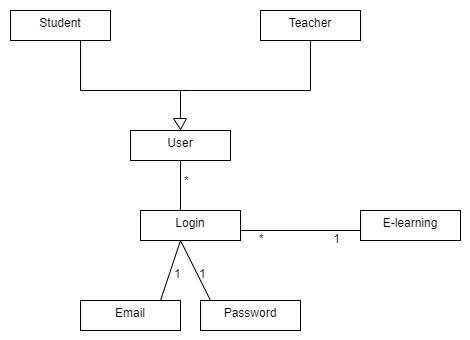 Student
Teacher
User
*
Login
E-learning
*
1
1
1
Email
Password